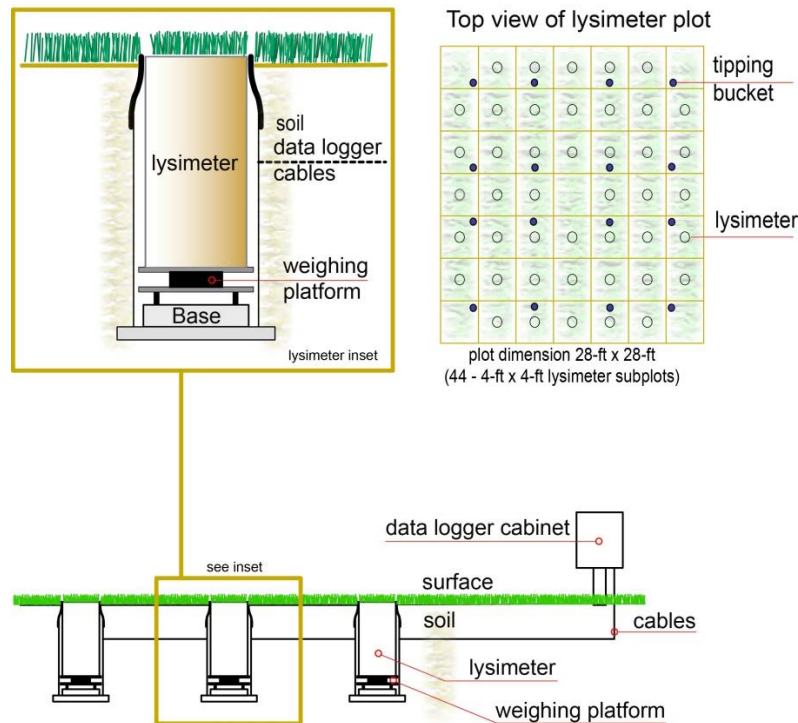 Top view of lysimeter plot
tipping
bucket
lysimeter
plot dimension 28-ft x 28-ft
(44 - 4-ft x 4-ft lysimeter subplots)
soil
data logger
cables
lysimeter
weighing
platform
Base
lysimeter inset
see inset
data logger cabinet
surface
soil
cables
lysimeter
weighing platform